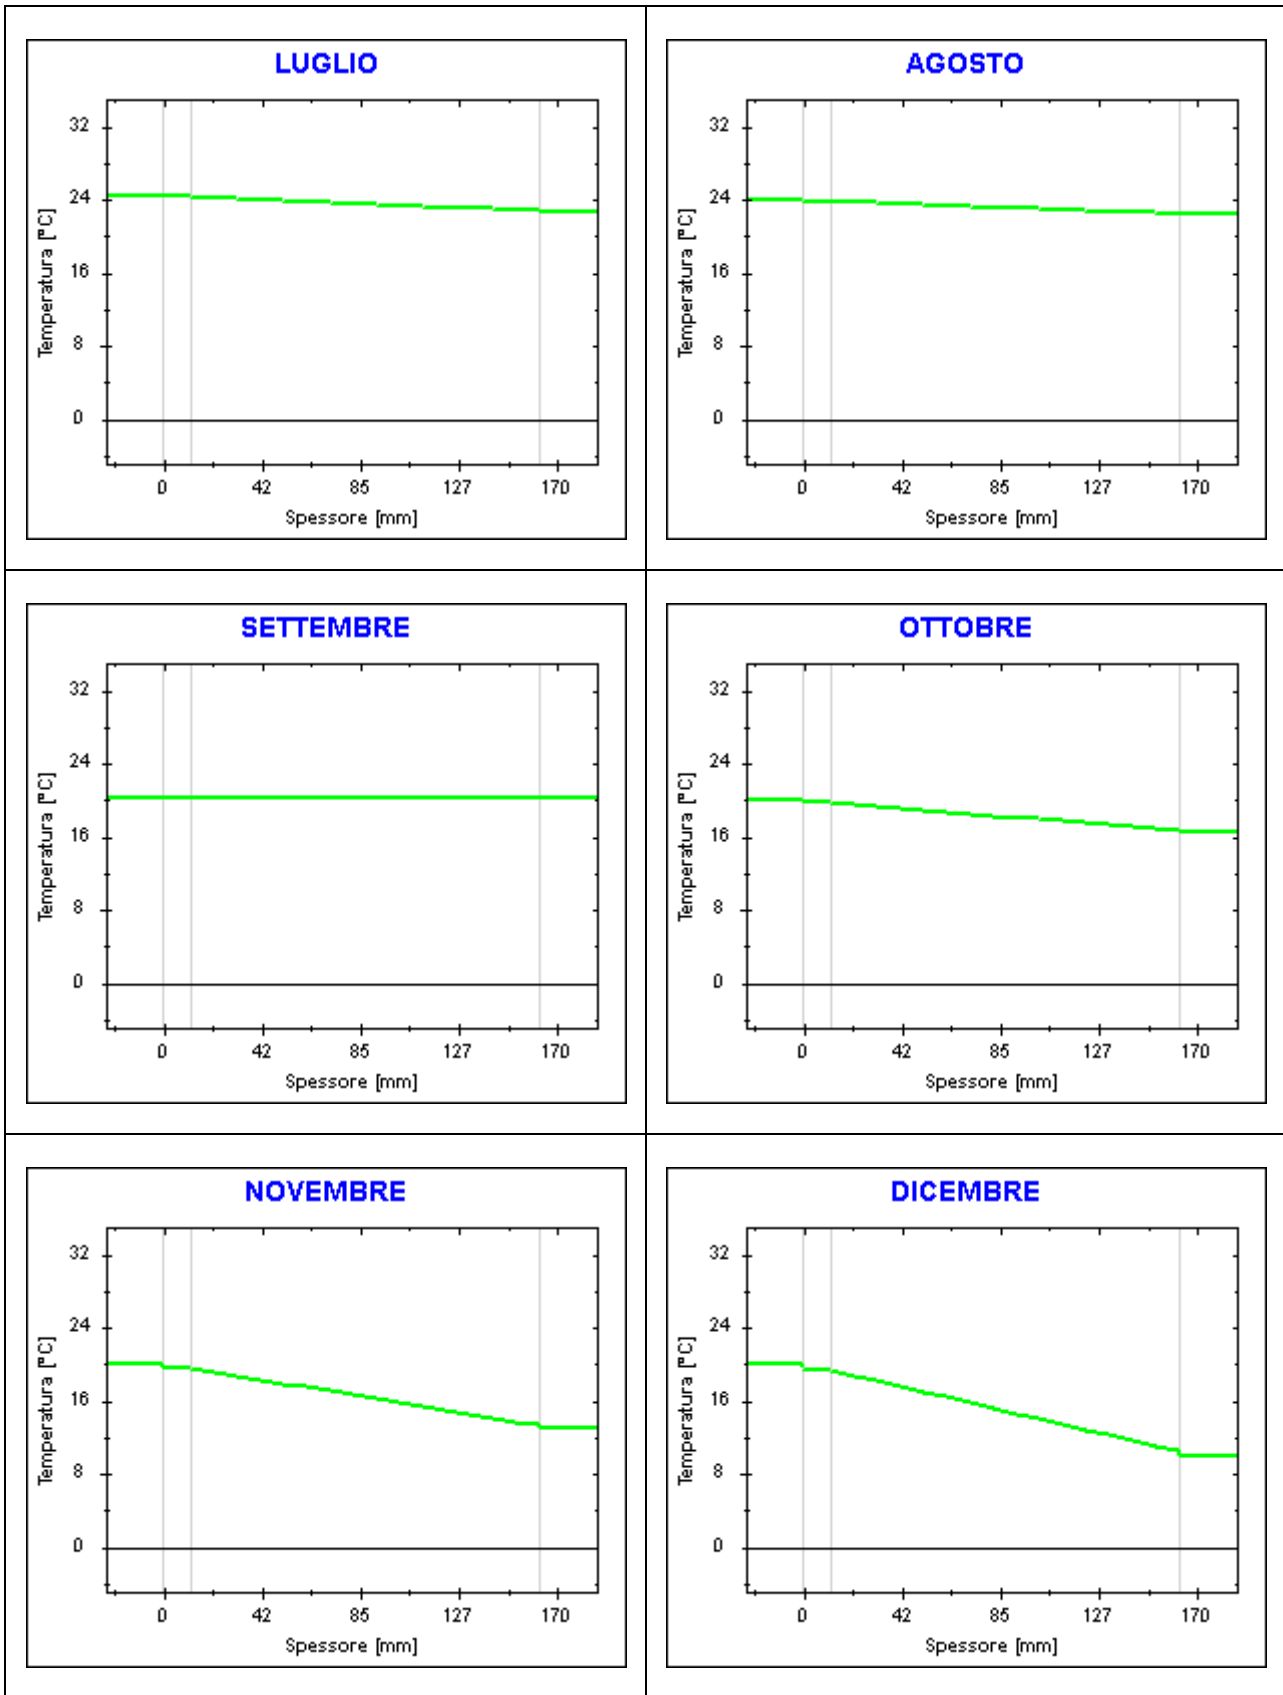 LUGLIO
32
24
16
8
0
Temperatura [°C]
0 42 85 127 170
Spessore [mm]
AGOSTO
32
24
16
8
0
Temperatura [°C]
0 42 85 127 170
Spessore [mm]
SETTEMBRE
32
24
16
8
0
Temperatura [°C]
0 42 85 127 170
Spessore [mm]
OTTOBRE
32
24
16
8
0
Temperatura [°C]
0 42 85 127 170
Spessore [mm]
NOVEMBRE
32
24
16
8
0
Temperatura [°C]
0 42 85 127 170
Spessore [mm]
DICEMBRE
32
24
16
8
0
Temperatura [°C]
0 42 85 127 170
Spessore [mm]